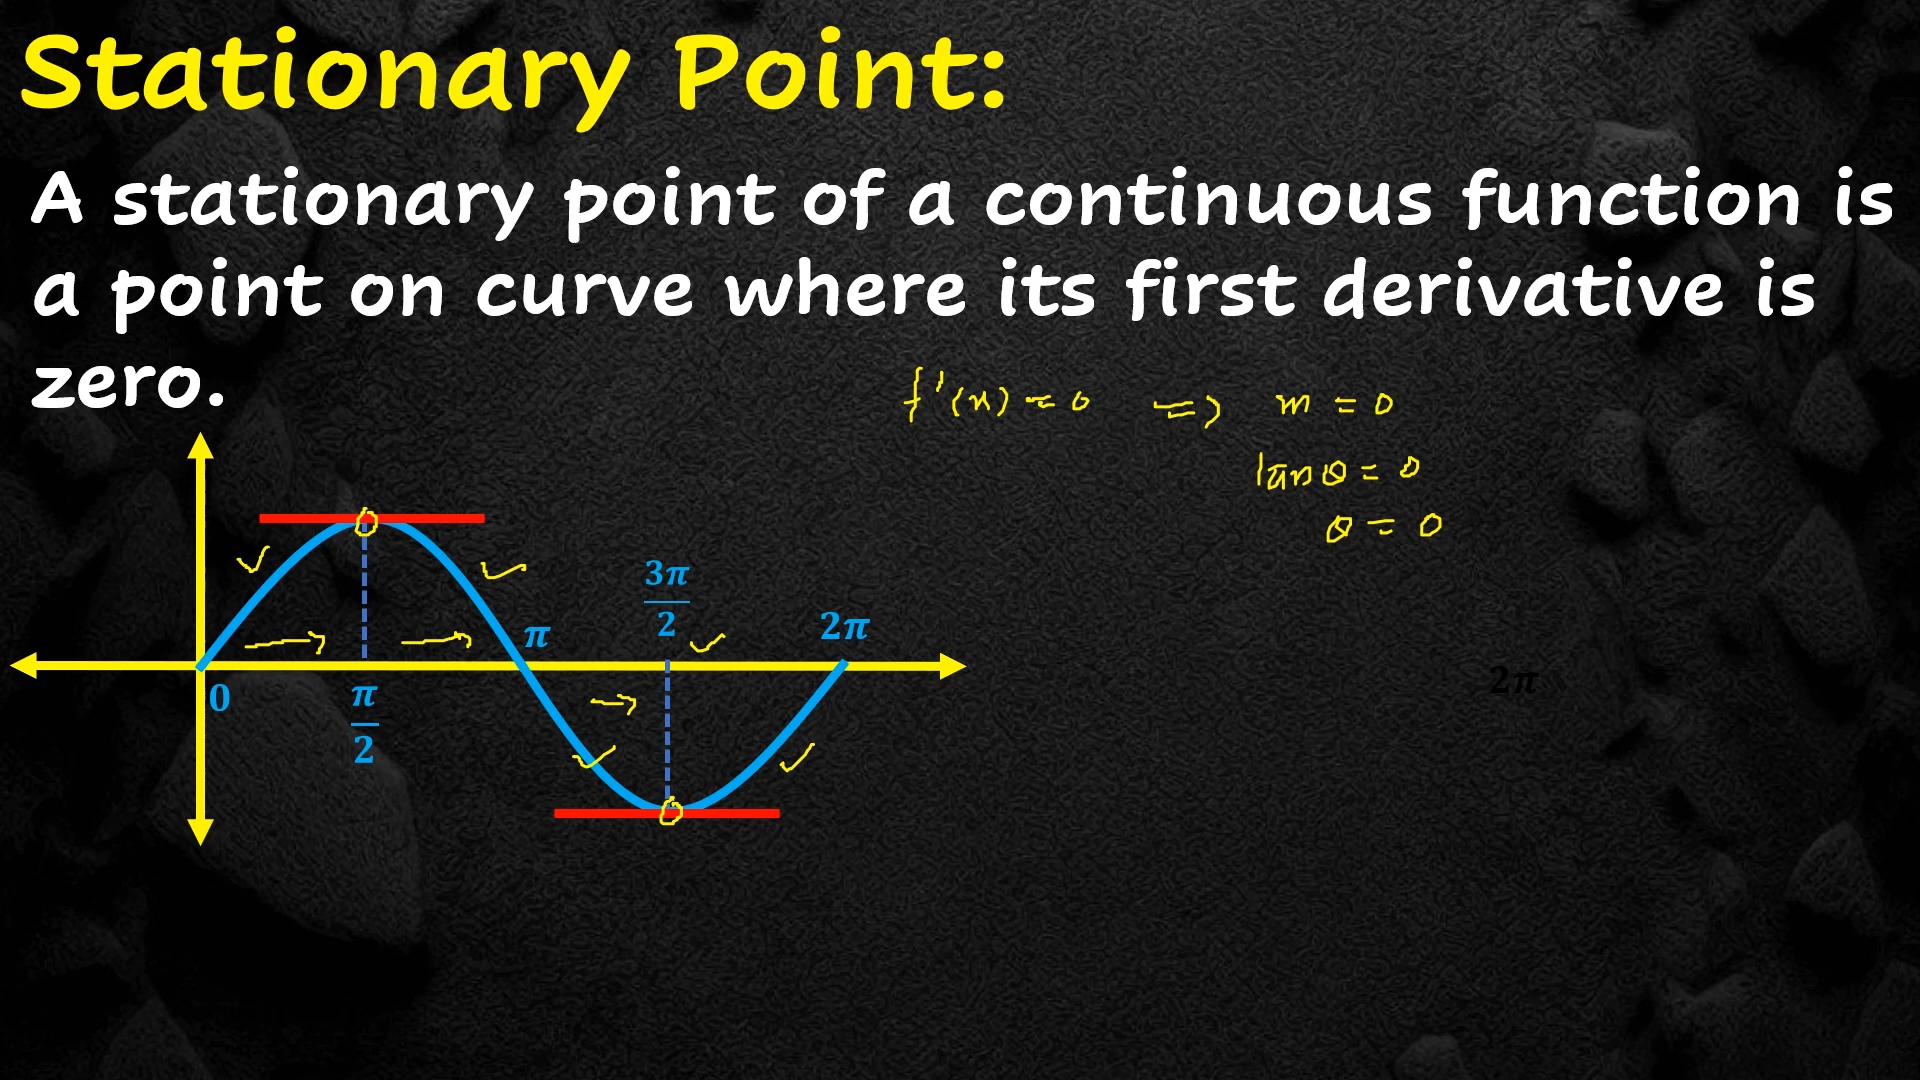 Stationary Point:
A stationary point of a continuous function is
a point on curve where its first derivative is
zero.
f'(x) = 0 => m = 0
tan θ = 0
θ = 0
3π/2
π
2π
0
π/2
2π